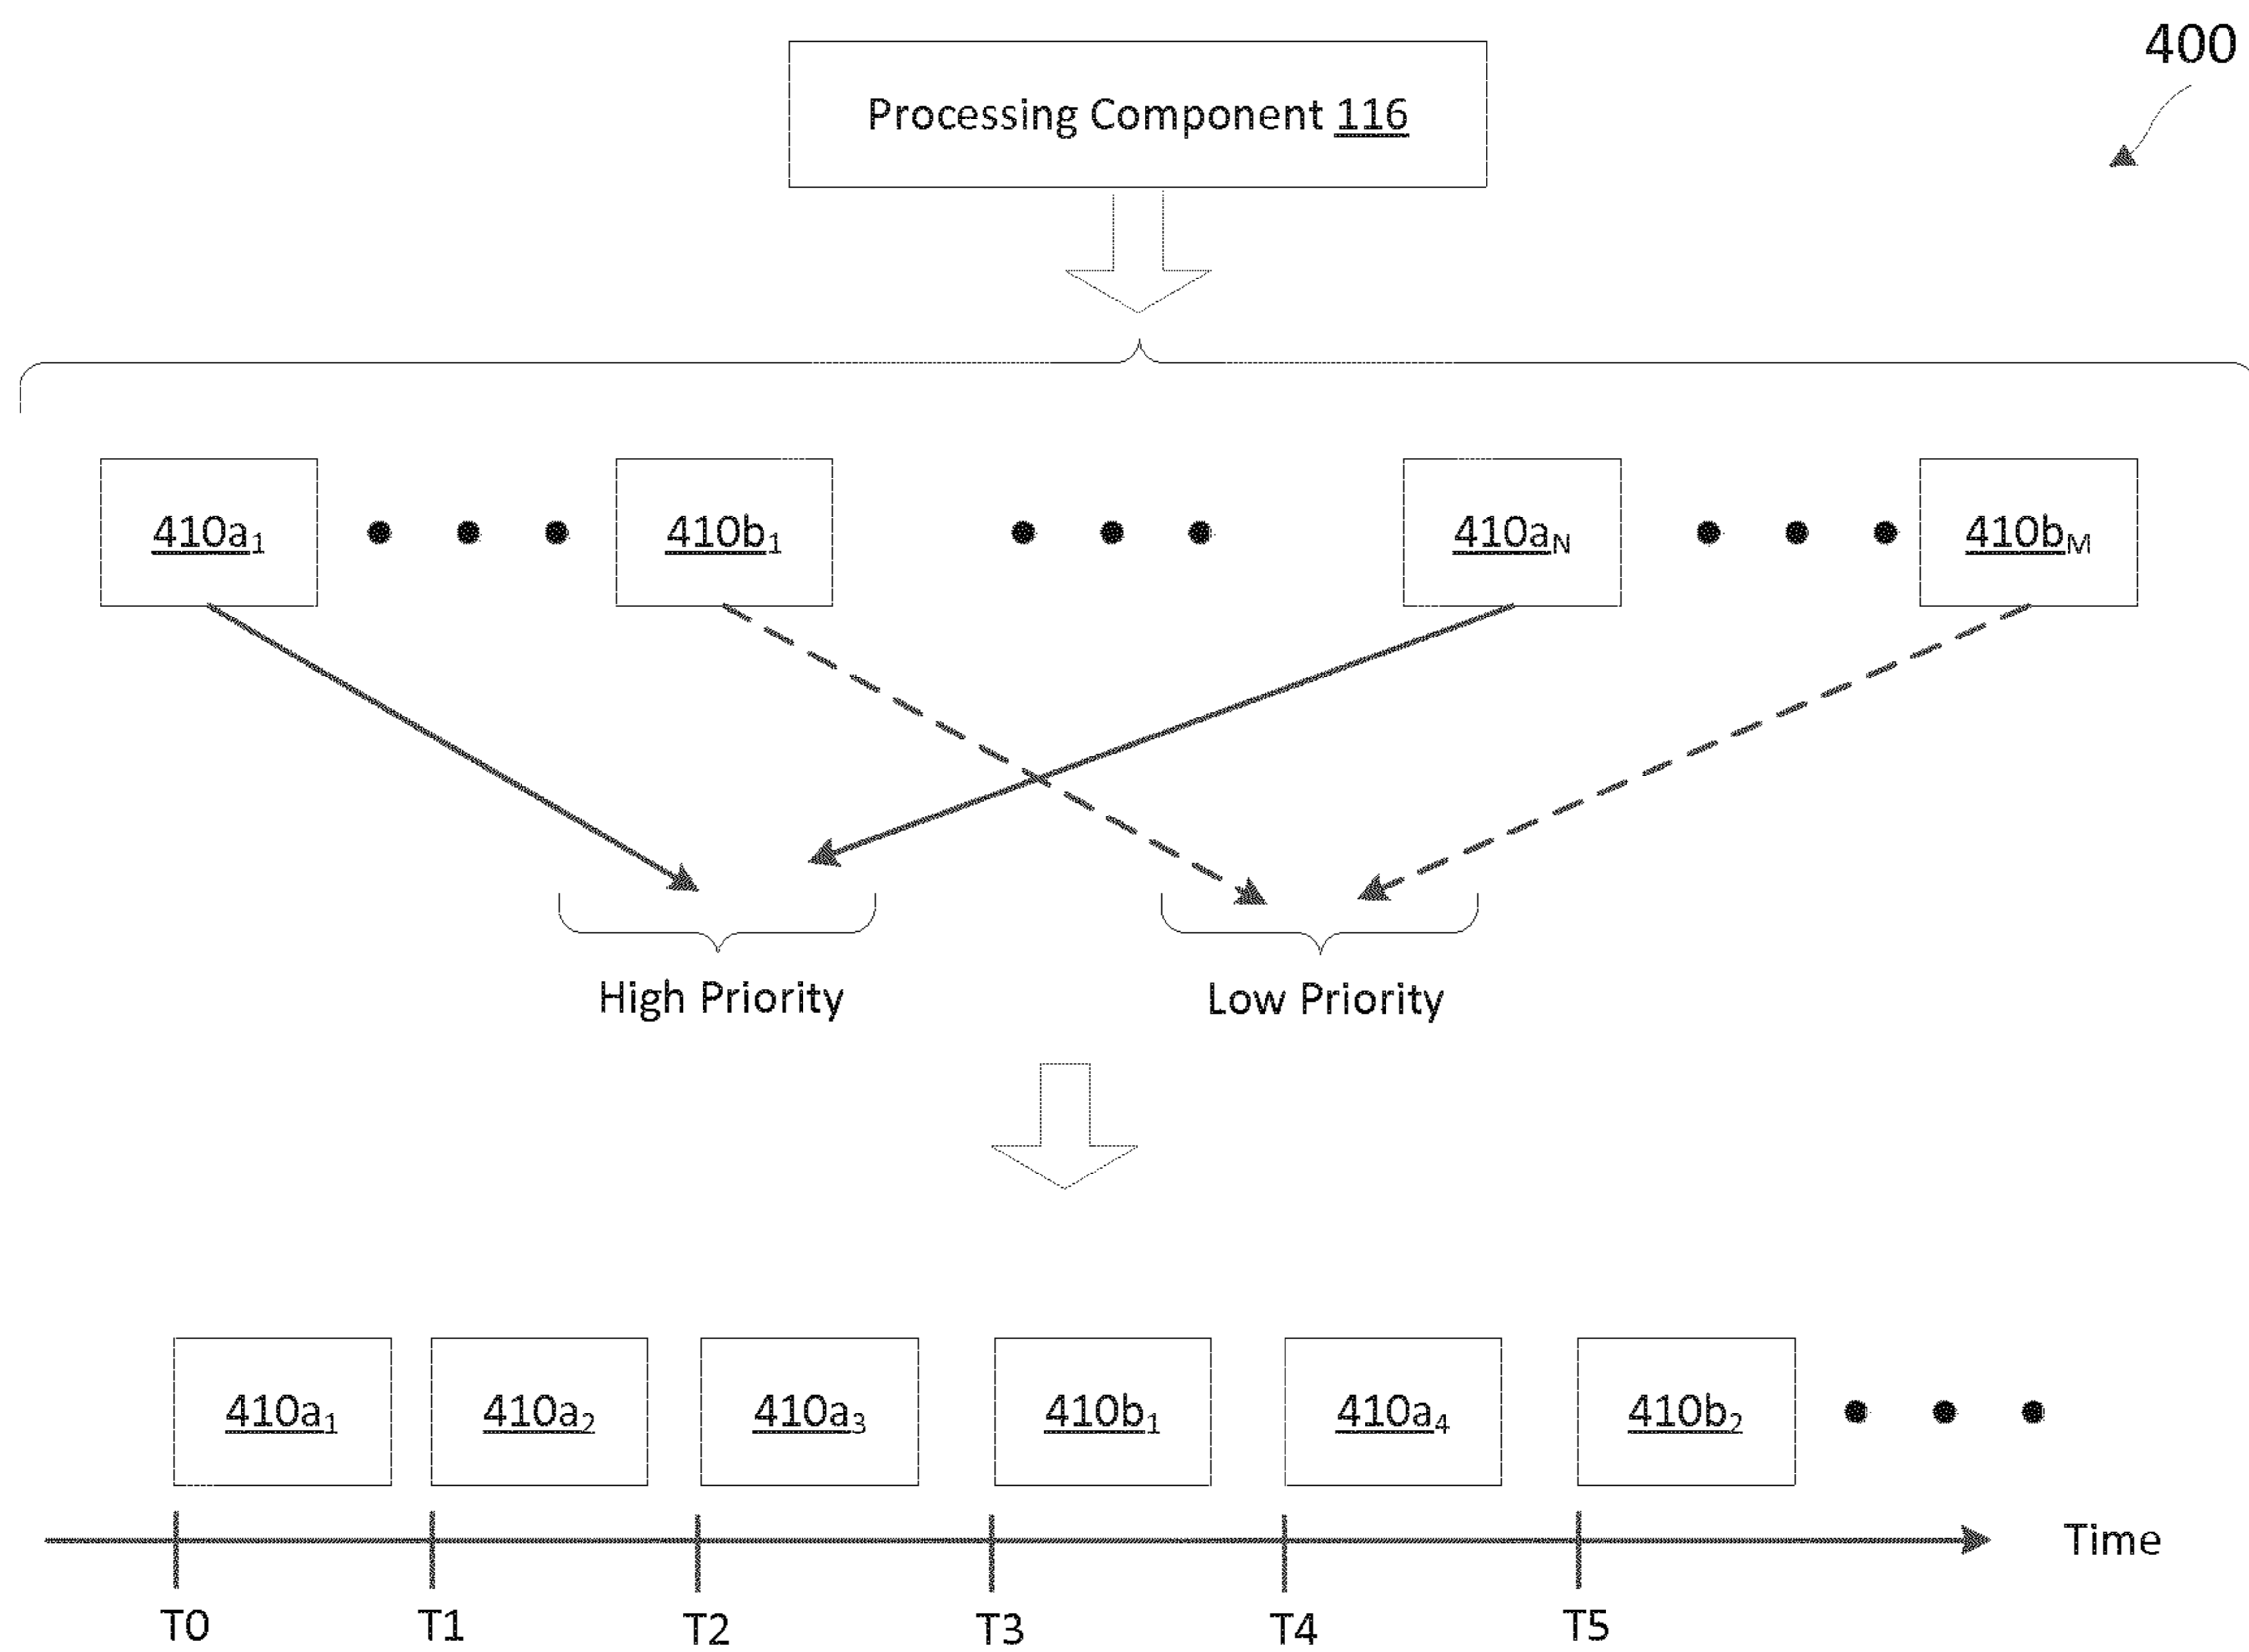 400
Processing Component 116
410a₁ 410b₁ 410aN 410bM
High Priority Low Priority
410a₁ 410a₂ 410a₃ 410b₁ 410a₄ 410b₂
Time
T0 T1 T2 T3 T4 T5